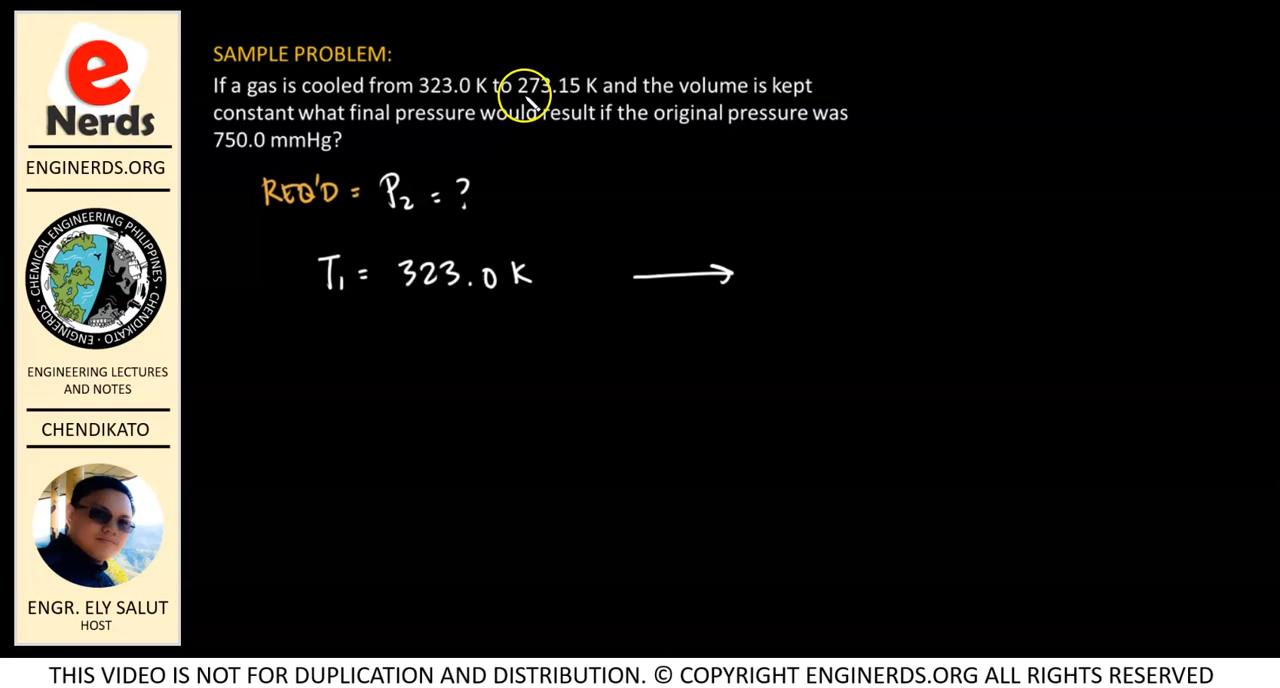 e
Nerds
ENGINERDS.ORG
CHEMICAL ENGINEERING PHILIPPINES · CHENDIKATO · ENGINERDS ·
ENGINEERING LECTURES
AND NOTES
CHENDIKATO
ENGR. ELY SALUT
HOST
SAMPLE PROBLEM:
If a gas is cooled from 323.0 K to 273.15 K and the volume is kept
constant what final pressure would result if the original pressure was
750.0 mmHg?
REQ'D = P₂ = ?
T₁ = 323.0 K ⟶
THIS VIDEO IS NOT FOR DUPLICATION AND DISTRIBUTION. © COPYRIGHT ENGINERDS.ORG ALL RIGHTS RESERVED